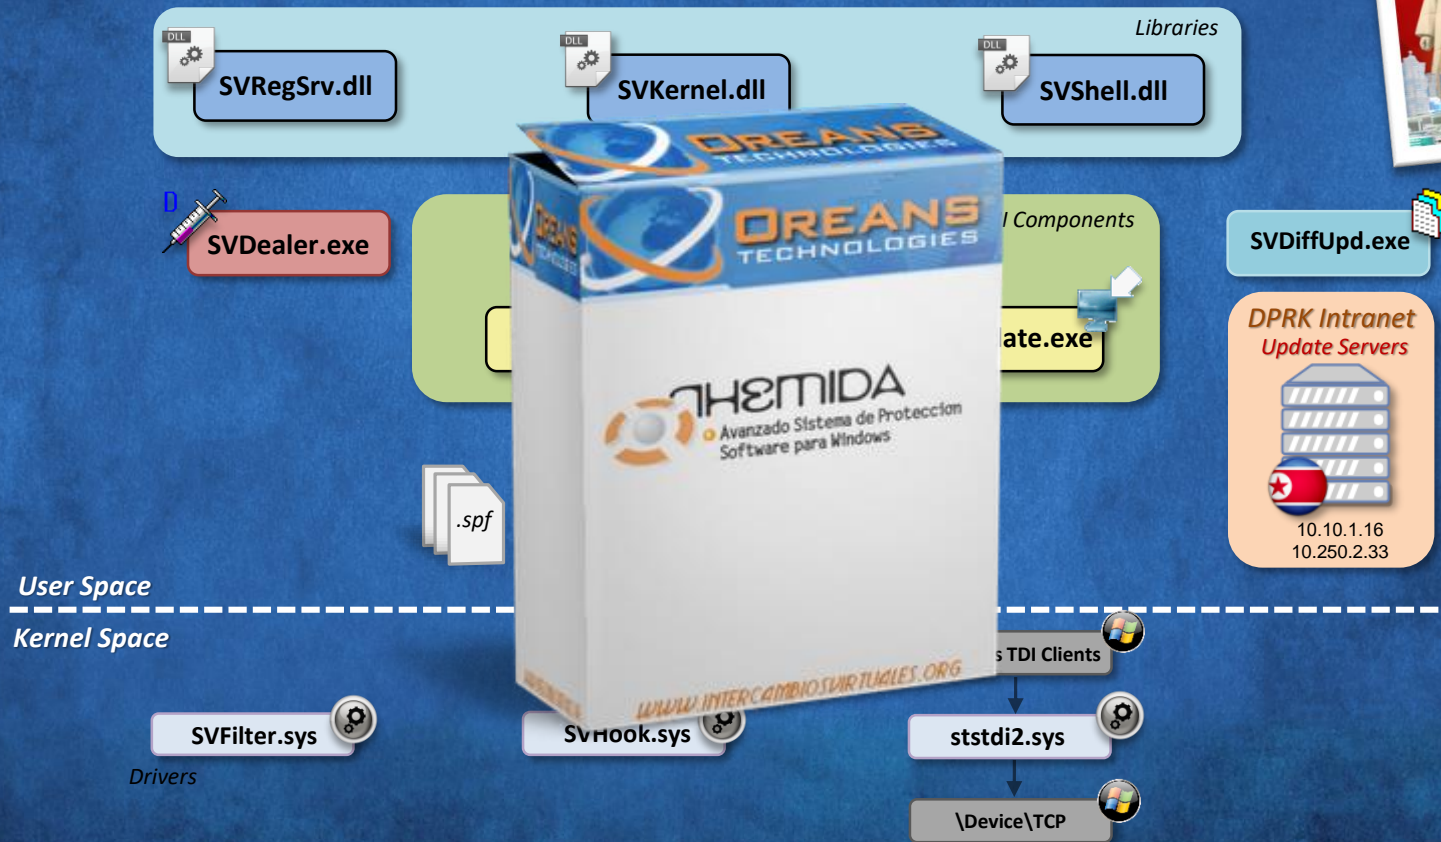 Libraries
DLL
SVRegSrv.dll
DLL
SVKernel.dll
DLL
SVShell.dll
OREANS
TECHNOLOGIES
D
SVDealer.exe
OREANS
TECHNOLOGIES
I Components
SVDiffUpd.exe
ate.exe
DPRK Intranet
Update Servers
10.10.1.16
10.250.2.33
THEMIDA
Avanzado Sistema de Proteccion
Software para Windows
.spf
User Space
Kernel Space
s TDI Clients
WWW.INTERCAMBIOSVIRTUALES.ORG
SVFilter.sys
SVHook.sys
ststdi2.sys
Drivers
\Device\TCP